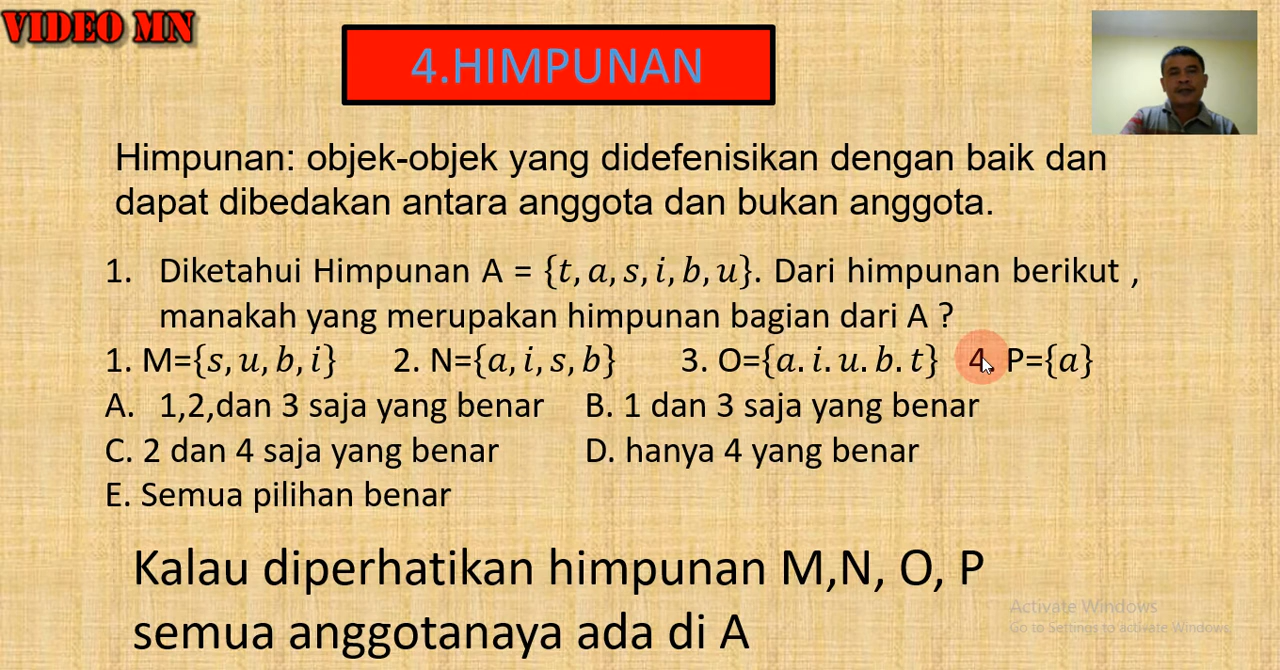 VIDEO MN
4.HIMPUNAN
Himpunan: objek-objek yang didefenisikan dengan baik dan
dapat dibedakan antara anggota dan bukan anggota.
1. Diketahui Himpunan A = {t, a, s, i, b, u}. Dari himpunan berikut ,
manakah yang merupakan himpunan bagian dari A ?
1. M={s, u, b, i} 2. N={a, i, s, b} 3. O={a. i. u. b. t} 4. P={a}
A. 1,2,dan 3 saja yang benar B. 1 dan 3 saja yang benar
C. 2 dan 4 saja yang benar D. hanya 4 yang benar
E. Semua pilihan benar
Kalau diperhatikan himpunan M,N, O, P
semua anggotanaya ada di A
Activate Windows
Go to Settings to activate Windows.